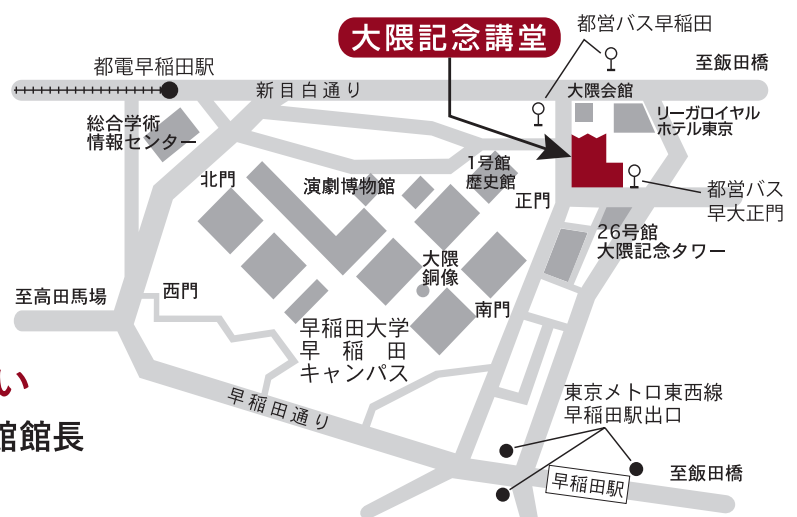 大隈記念講堂
都営バス早稲田
都電早稲田駅
至飯田橋
新目白通り
大隈会館
リーガロイヤル
ホテル東京
総合学術
情報センター
1号館
歴史館
北門
演劇博物館
正門
都営バス
早大正門
26号館
大隈記念タワー
大隈
銅像
至高田馬場
西門
南門
早稲田大学
早稲田
キャンパス
い
館館長
早稲田通り
東京メトロ東西線
早稲田駅出口
至飯田橋
早稲田駅